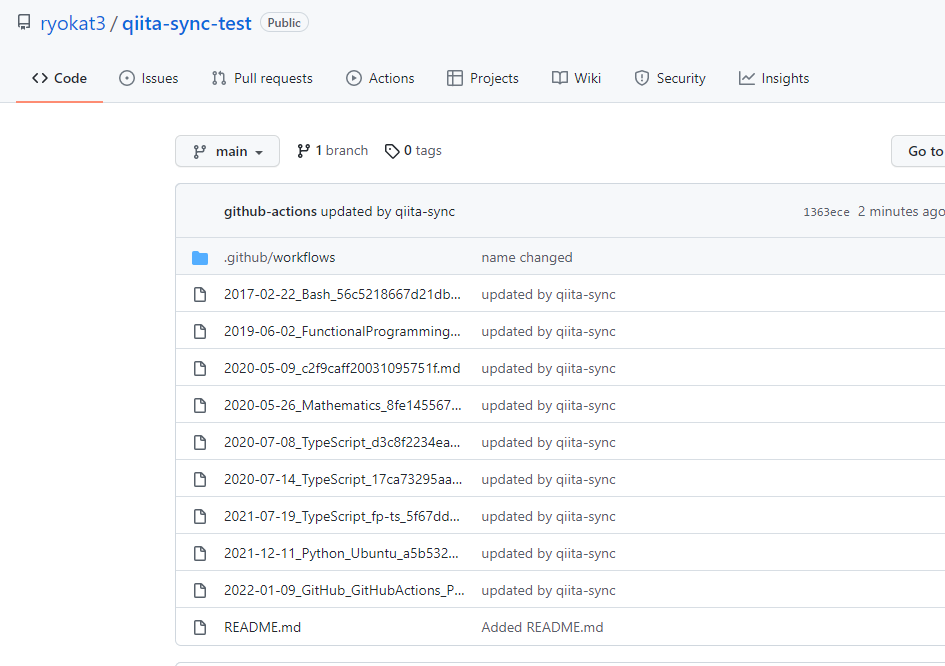 ryokat3 / qiita-sync-test Public
Code Issues Pull requests Actions Projects Wiki Security Insights
main 1 branch 0 tags Go to
github-actions updated by qiita-sync 1363ece 2 minutes ago
.github/workflows name changed
2017-02-22_Bash_56c5218667d21db... updated by qiita-sync
2019-06-02_FunctionalProgramming... updated by qiita-sync
2020-05-09_c2f9caff20031095751f.md updated by qiita-sync
2020-05-26_Mathematics_8fe145567... updated by qiita-sync
2020-07-08_TypeScript_d3c8f2234ea... updated by qiita-sync
2020-07-14_TypeScript_17ca73295aa... updated by qiita-sync
2021-07-19_TypeScript_fp-ts_5f67dd... updated by qiita-sync
2021-12-11_Python_Ubuntu_a5b532... updated by qiita-sync
2022-01-09_GitHub_GitHubActions_P... updated by qiita-sync
README.md Added README.md